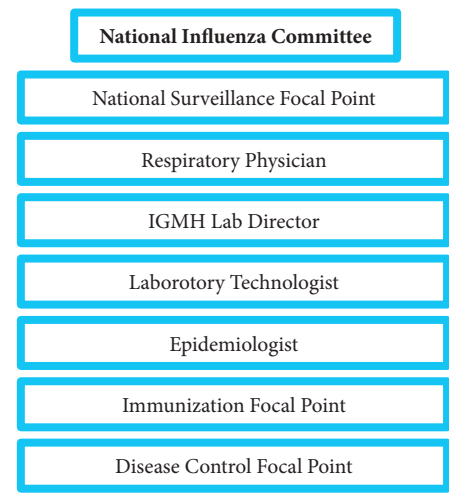 National Influenza Committee
National Surveillance Focal Point
Respiratory Physician
IGMH Lab Director
Laborotory Technologist
Epidemiologist
Immunization Focal Point
Disease Control Focal Point